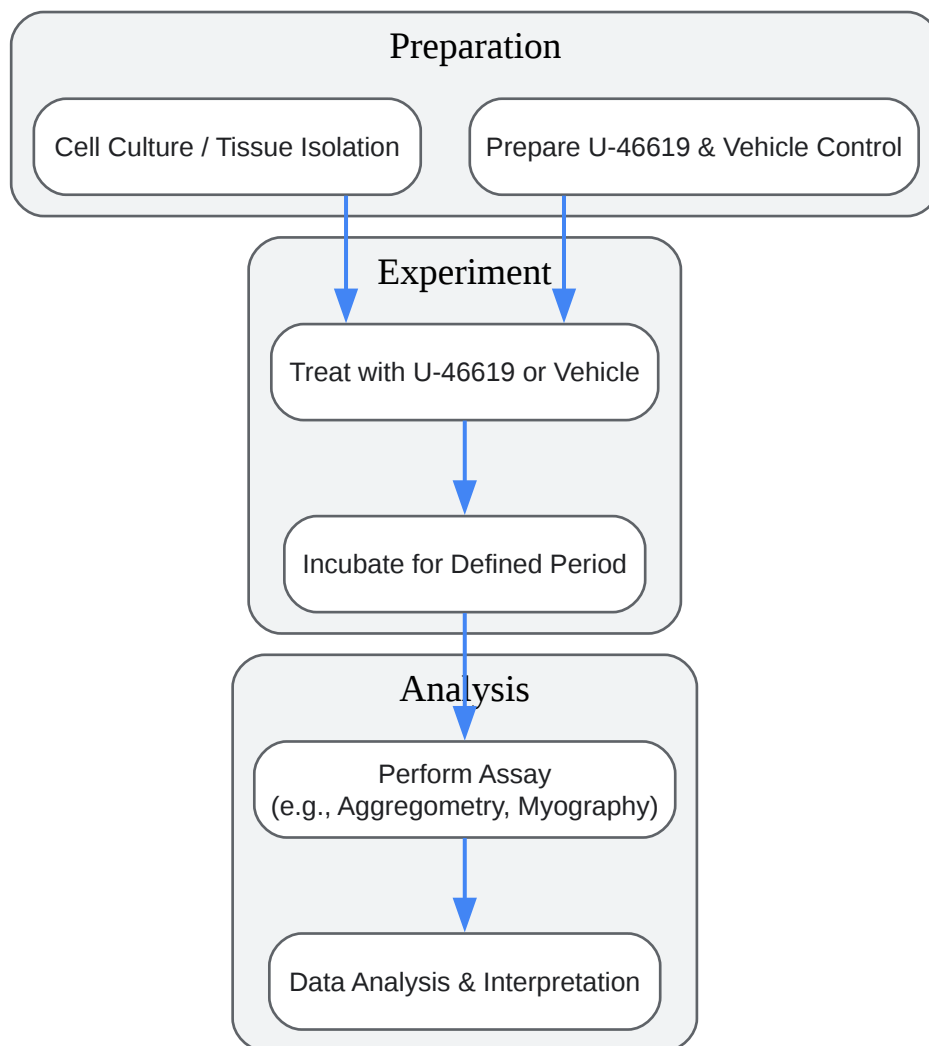 Preparation
Cell Culture / Tissue Isolation
Prepare U-46619 & Vehicle Control
Experiment
Treat with U-46619 or Vehicle
Incubate for Defined Period
Analysis
Perform Assay
(e.g., Aggregometry, Myography)
Data Analysis & Interpretation